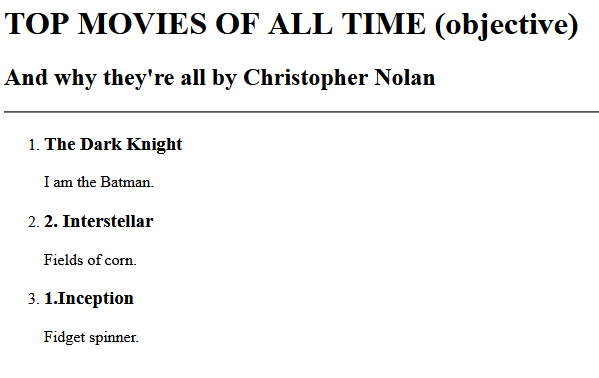 TOP MOVIES OF ALL TIME (objective)
And why they're all by Christopher Nolan
1. The Dark Knight
I am the Batman.
2. 2. Interstellar
Fields of corn.
3. 1.Inception
Fidget spinner.